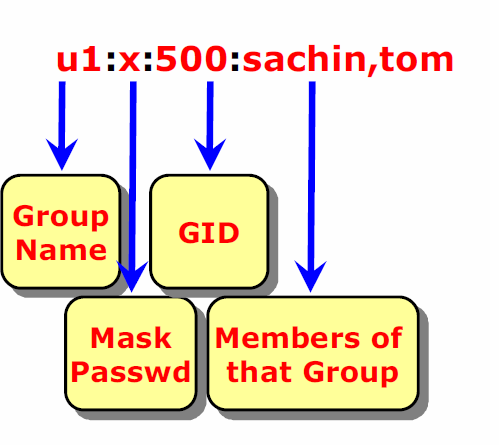 u1:x:500:sachin,tom
Group
Name
GID
Mask
Passwd
Members of
that Group